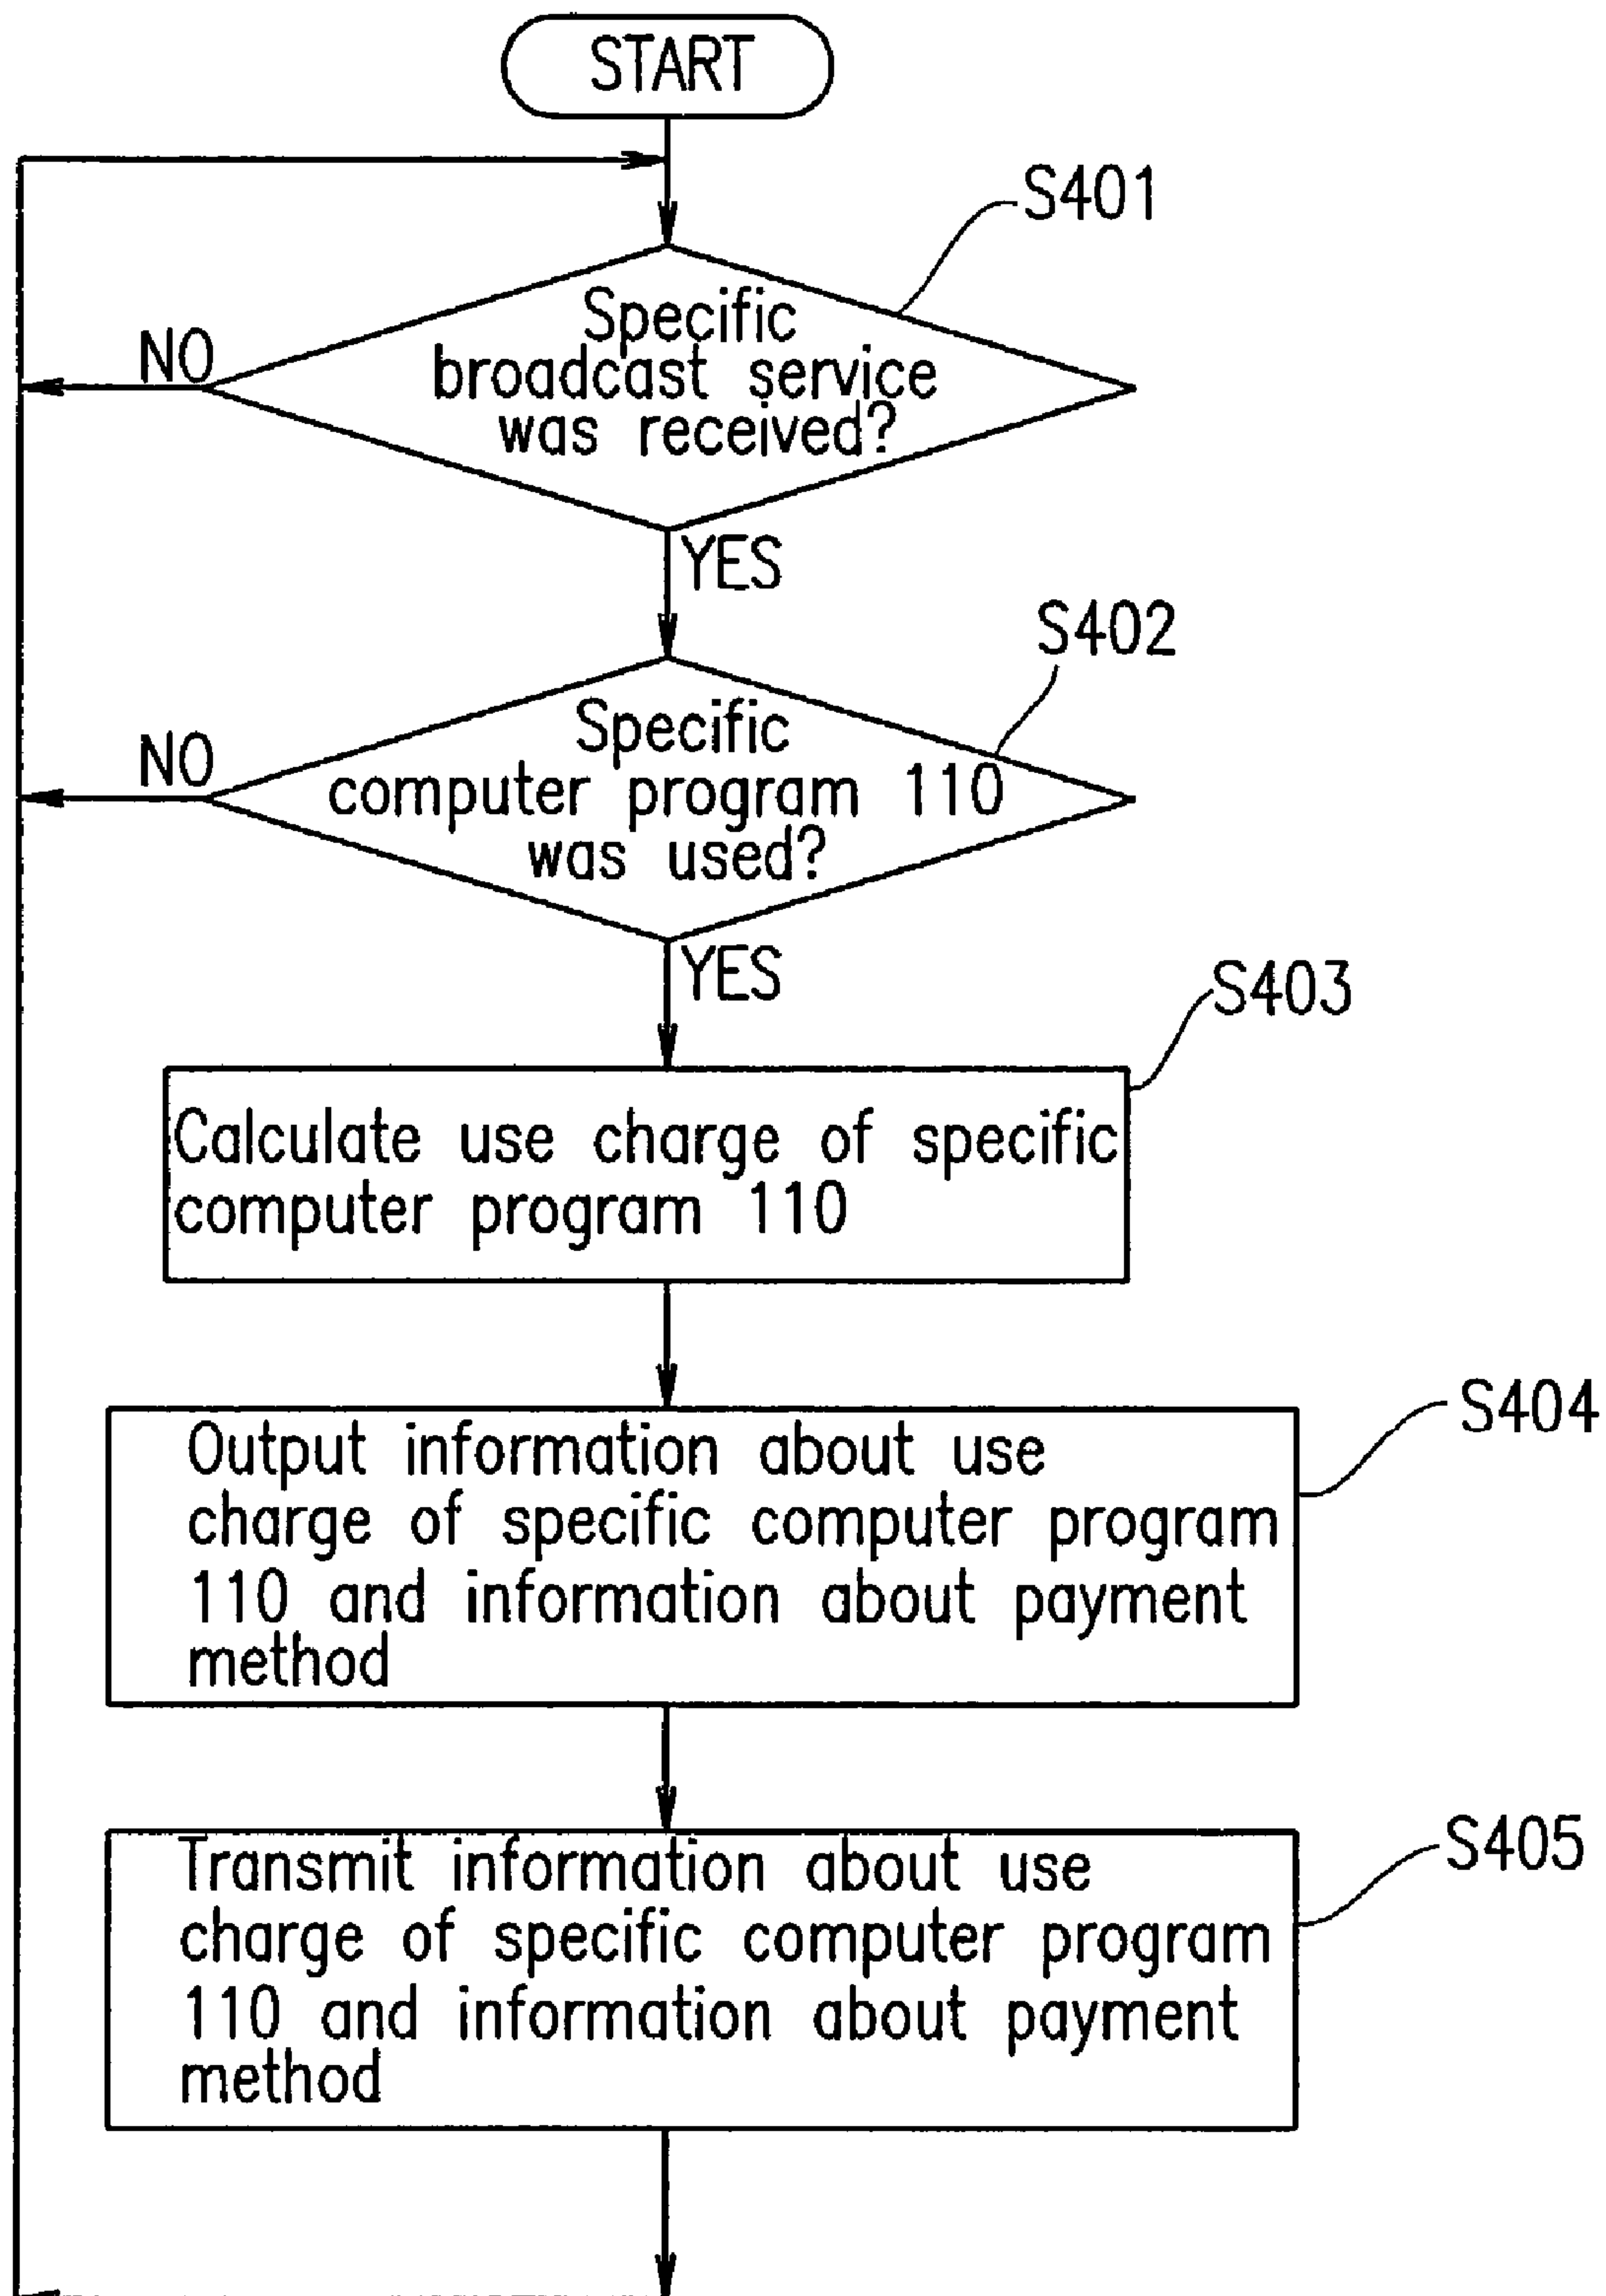 START
S401
Specific
broadcast service
was received?
NO
YES
S402
Specific
computer program 110
was used?
NO
YES
S403
Calculate use charge of specific
computer program 110
S404
Output information about use
charge of specific computer program
110 and information about payment
method
S405
Transmit information about use
charge of specific computer program
110 and information about payment
method